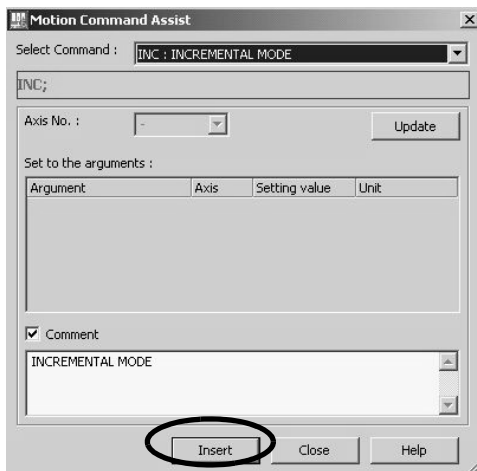 Motion Command Assist
Select Command : INC : INCREMENTAL MODE
INC;
Axis No. : - Update
Set to the arguments :
Argument Axis Setting value Unit
Comment
INCREMENTAL MODE
Insert Close Help